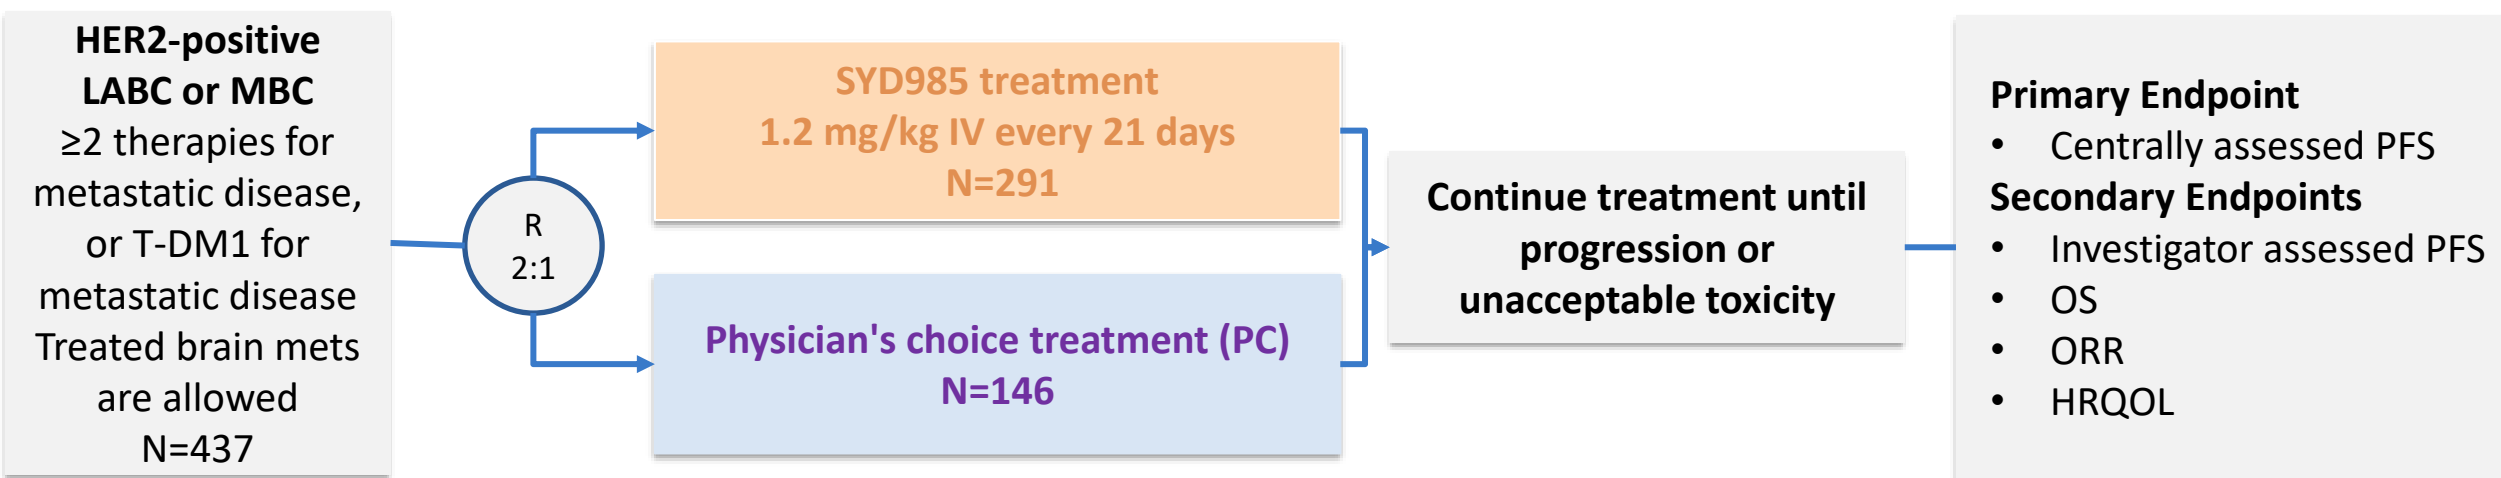 HER2-positive
LABC or MBC
≥2 therapies for
metastatic disease,
or T-DM1 for
metastatic disease
Treated brain mets
are allowed
N=437
R
2:1
SYD985 treatment
1.2 mg/kg IV every 21 days
N=291
Physician's choice treatment (PC)
N=146
Continue treatment until
progression or
unacceptable toxicity
Primary Endpoint
• Centrally assessed PFS
Secondary Endpoints
• Investigator assessed PFS
• OS
• ORR
• HRQOL